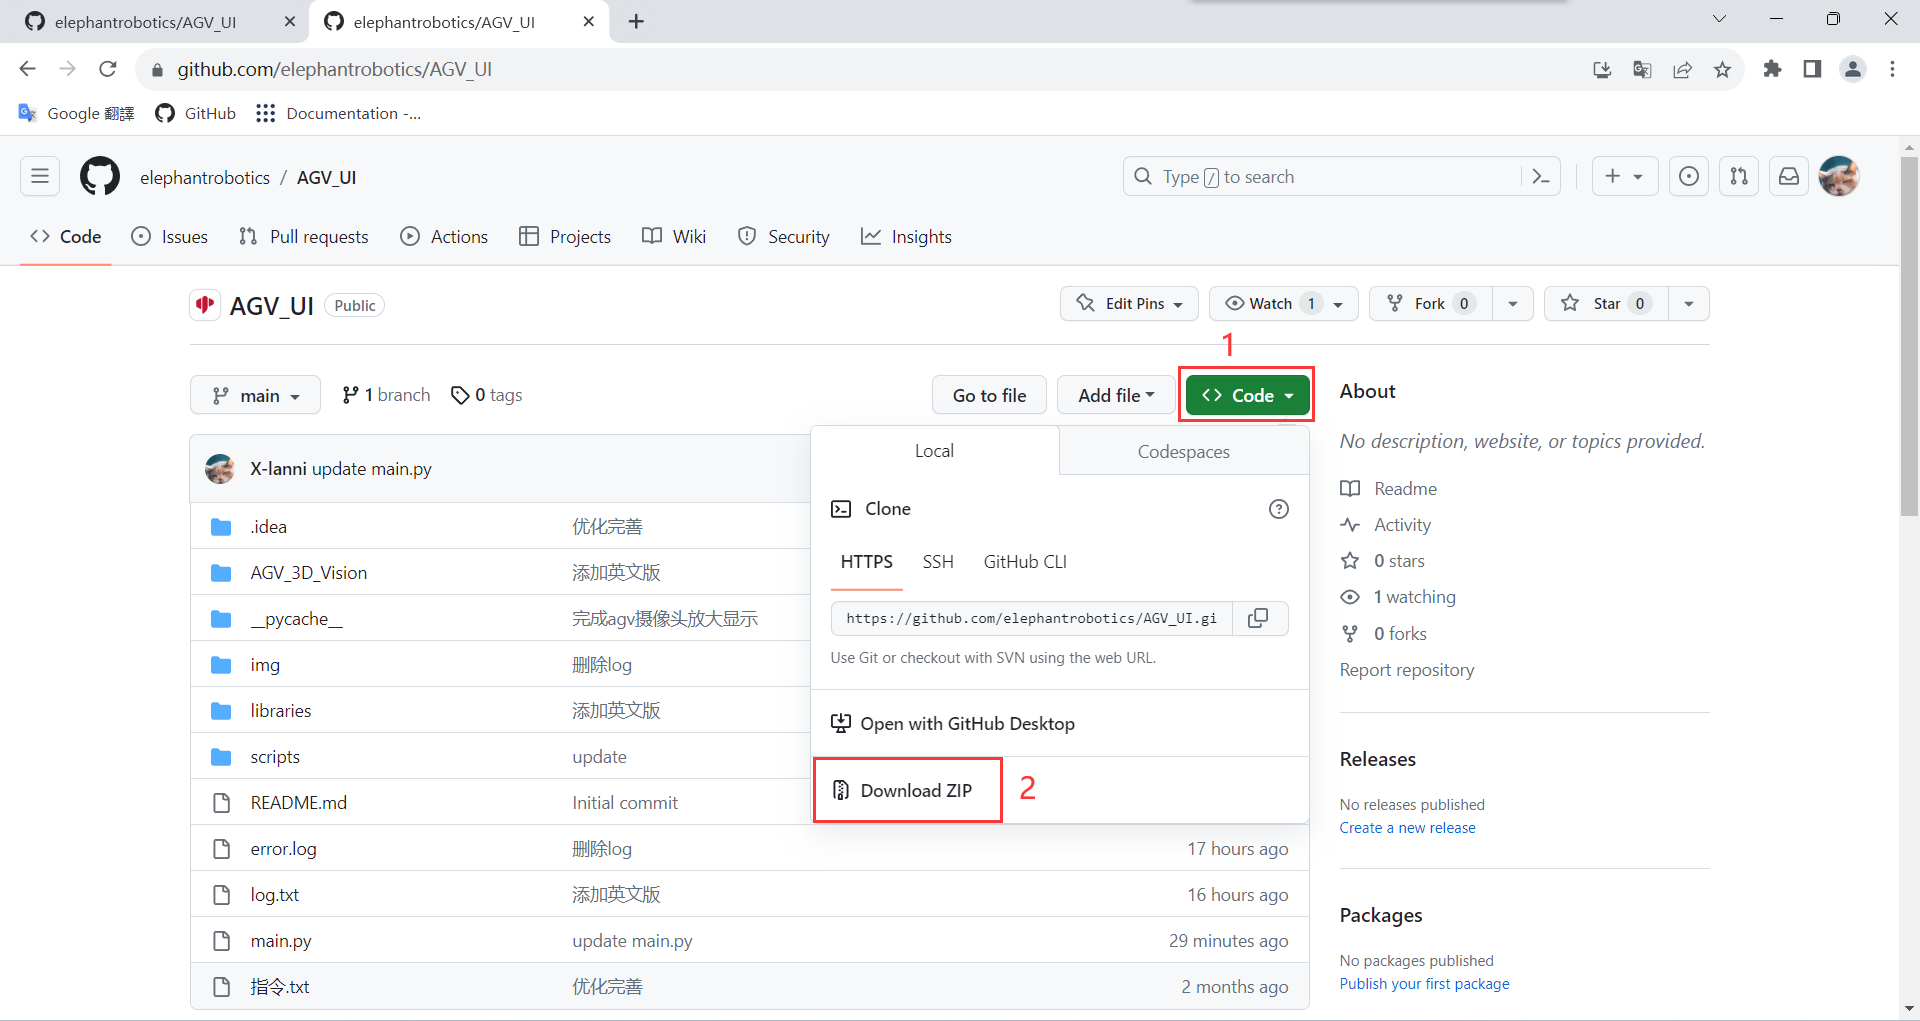 elephantrobotics/AGV_UI
elephantrobotics/AGV_UI
github.com/elephantrobotics/AGV_UI
Google 翻譯
GitHub
Documentation -...
elephantrobotics / AGV_UI
Type / to search
Code
Issues
Pull requests
Actions
Projects
Wiki
Security
Insights
AGV_UI
Public
Edit Pins
Watch 1
Fork 0
Star 0
1
main
1 branch
0 tags
Go to file
Add file
Code
About
No description, website, or topics provided.
Readme
Activity
0 stars
1 watching
0 forks
Report repository
Releases
No releases published
Create a new release
Packages
No packages published
Publish your first package
Local
Codespaces
Clone
HTTPS
SSH
GitHub CLI
https://github.com/elephantrobotics/AGV_UI.gi
Use Git or checkout with SVN using the web URL.
Open with GitHub Desktop
Download ZIP
2
X-lanni update main.py
.idea 优化完善
AGV_3D_Vision 添加英文版
__pycache__ 完成agv摄像头放大显示
img 删除log
libraries 添加英文版
scripts update
README.md Initial commit
error.log 删除log 17 hours ago
log.txt 添加英文版 16 hours ago
main.py update main.py 29 minutes ago
指令.txt 优化完善 2 months ago